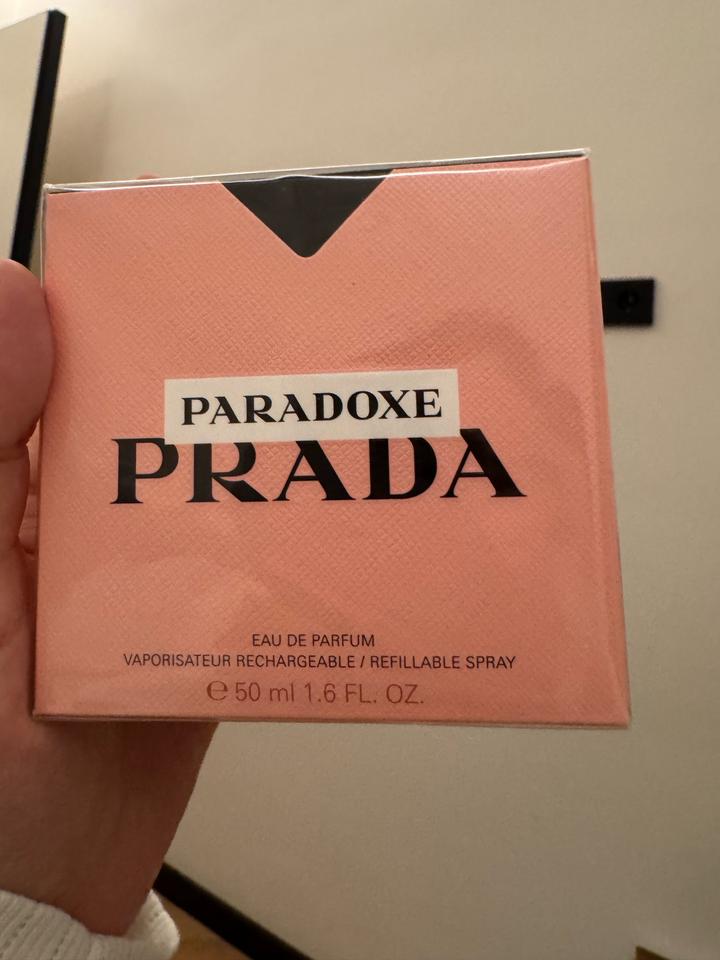 PARADOXE
PRADA
EAU DE PARFUM
VAPORISATEUR RECHARGEABLE / REFILLABLE SPRAY
℮ 50 ml 1.6 FL. OZ.